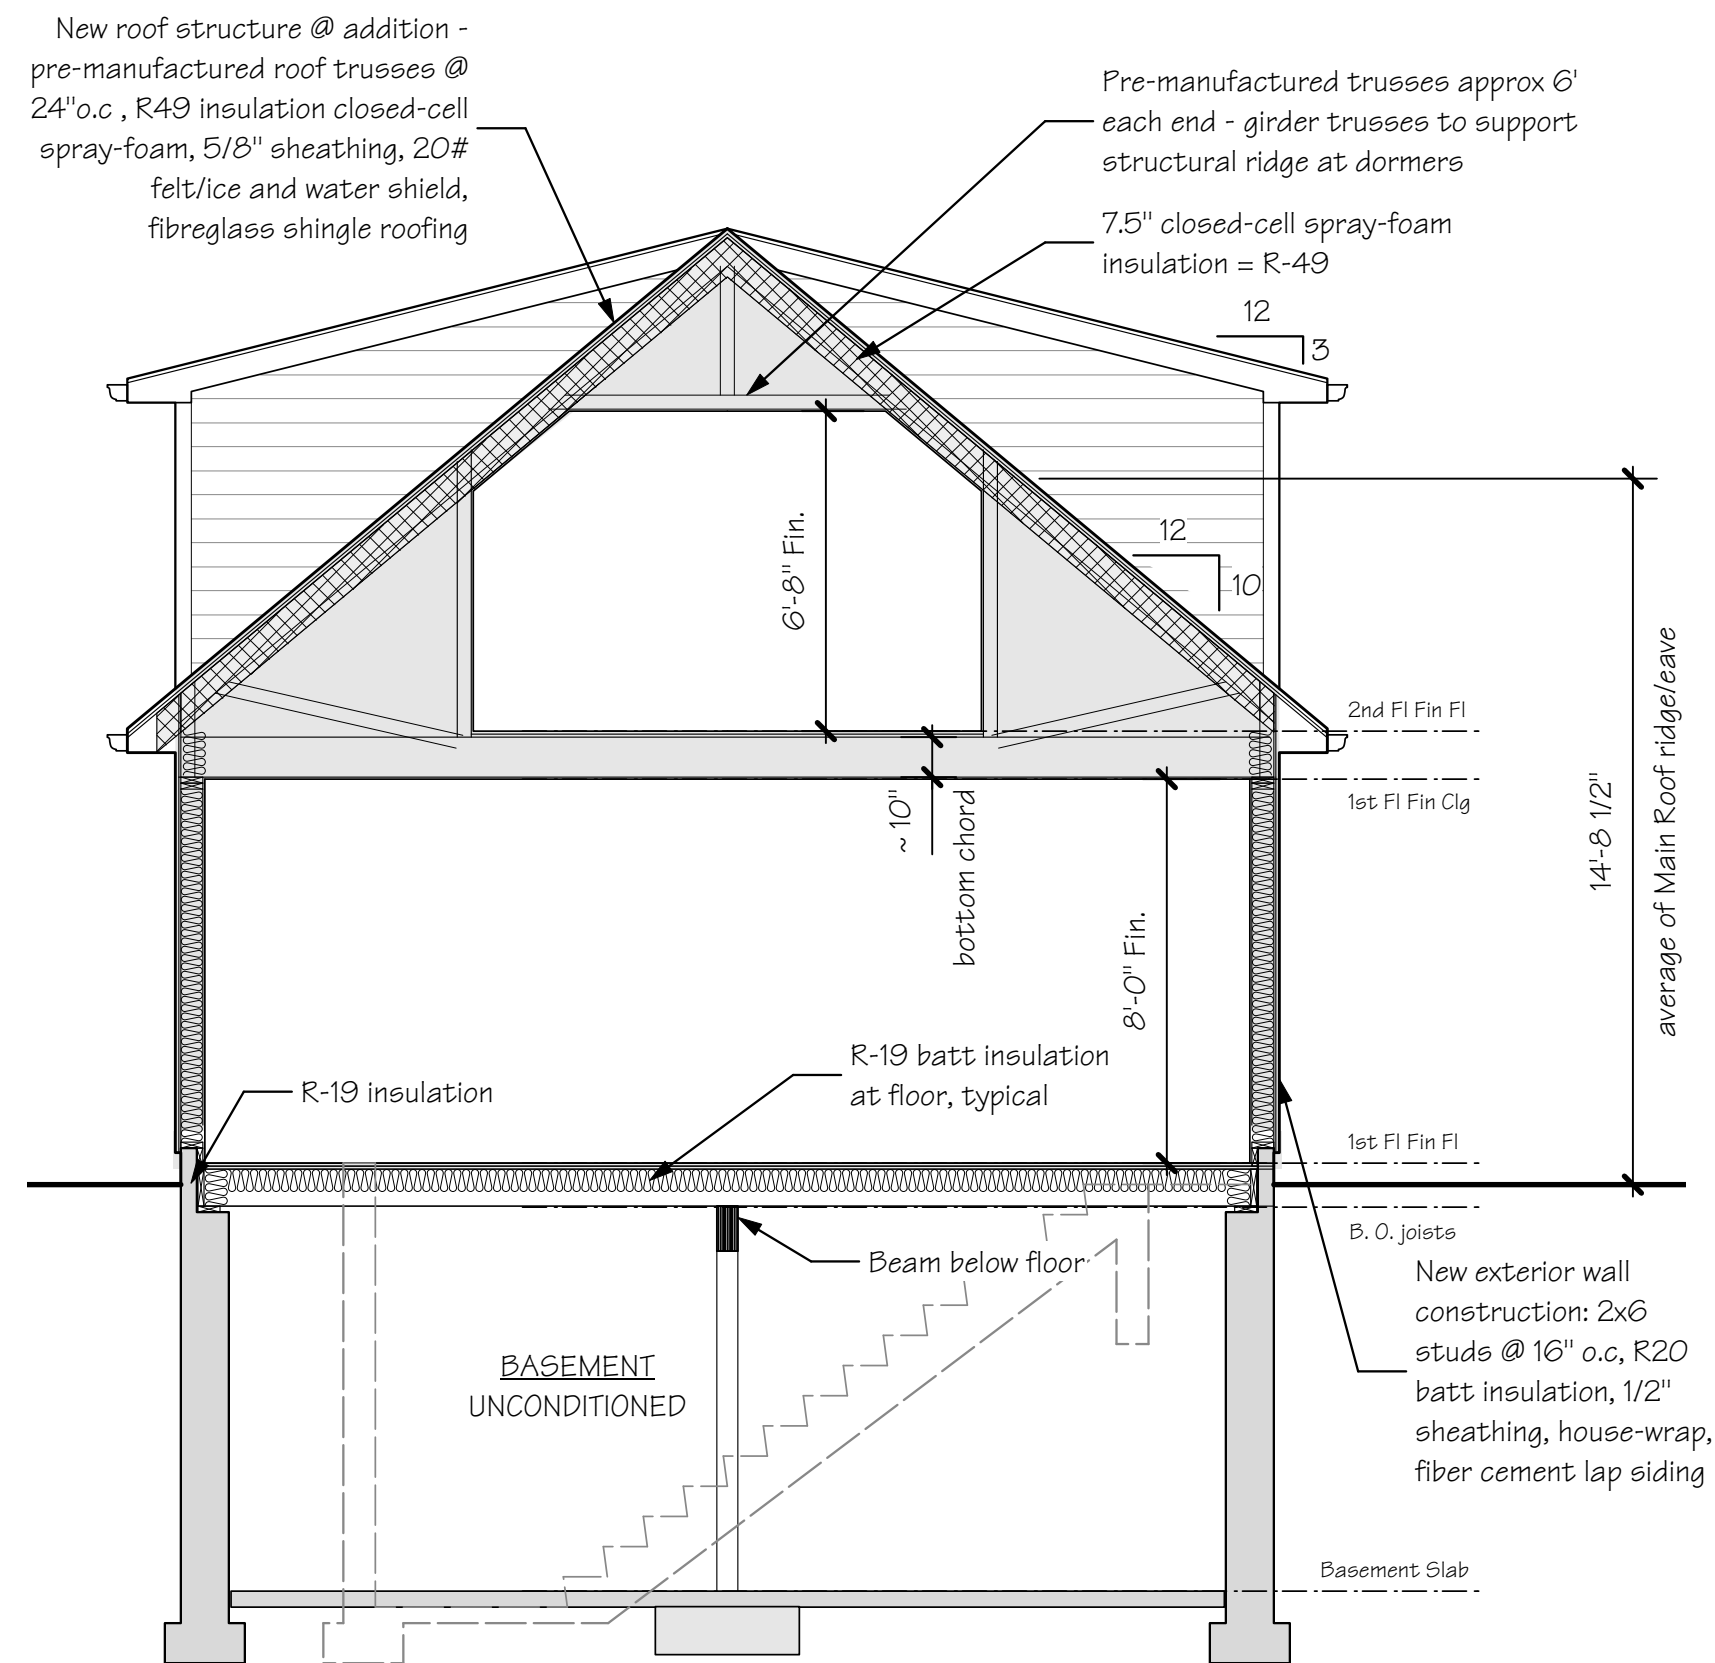 New roof structure @ addition -
pre-manufactured roof trusses @
24"o.c , R49 insulation closed-cell
spray-foam, 5/8" sheathing, 20#
felt/ice and water shield,
fibreglass shingle roofing
Pre-manufactured trusses approx 6'
each end - girder trusses to support
structural ridge at dormers
7.5" closed-cell spray-foam
insulation = R-49
12
3
12
10
6'-8" Fin.
2nd Fl Fin Fl
1st Fl Fin Clg
~ 10"
bottom chord
8'-0" Fin.
14'-8 1/2"
average of Main Roof ridge/eave
R-19 insulation
R-19 batt insulation
at floor, typical
1st Fl Fin Fl
B. O. joists
Beam below floor
New exterior wall
construction: 2x6
studs @ 16" o.c, R20
batt insulation, 1/2"
sheathing, house-wrap,
fiber cement lap siding
BASEMENT
UNCONDITIONED
Basement Slab